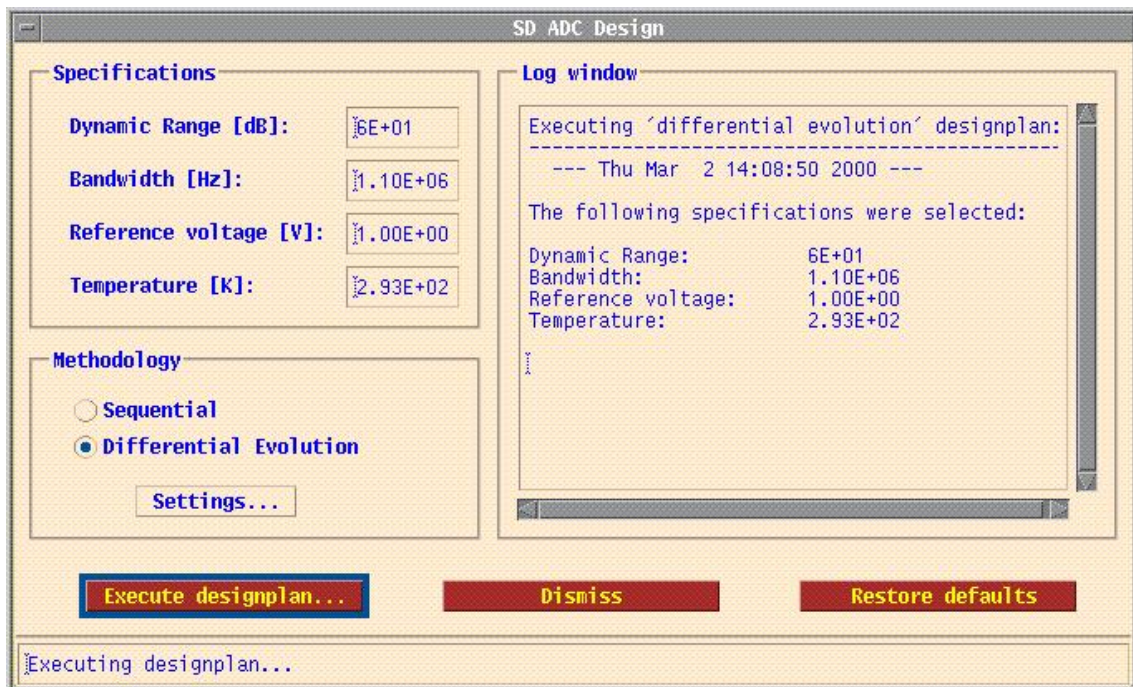 SD ADC Design
Specifications
Dynamic Range [dB]: 6E+01
Bandwidth [Hz]: 1.10E+06
Reference voltage [V]: 1.00E+00
Temperature [K]: 2.93E+02
Methodology
Sequential
Differential Evolution
Settings...
Log window
Executing ´differential evolution´ designplan:
-------------------------------------------------
--- Thu Mar  2 14:08:50 2000 ---
The following specifications were selected:
Dynamic Range: 6E+01
Bandwidth: 1.10E+06
Reference voltage: 1.00E+00
Temperature: 2.93E+02
Execute designplan... Dismiss Restore defaults
Executing designplan...